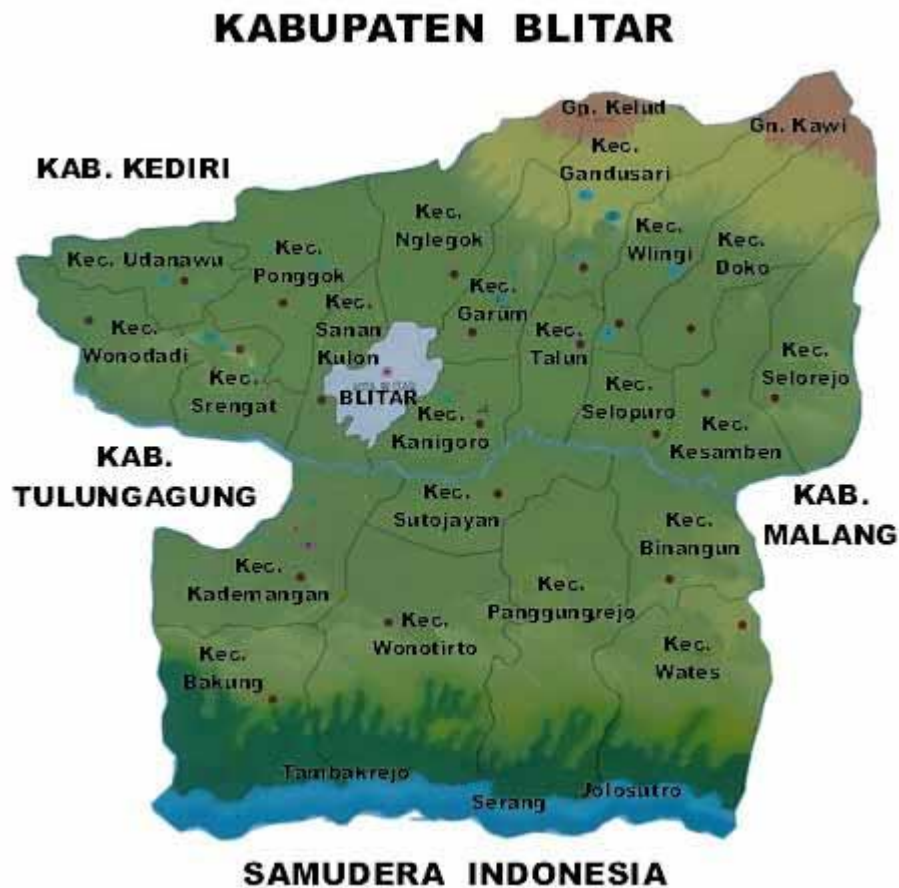 KABUPATEN BLITAR
Gn. Kelud
Gn. Kawi
Kec.
Gandusari
KAB. KEDIRI
Kec.
Nglegok
Kec.
Wlingi
Kec.
Doko
Kec. Udanawu
Kec.
Ponggok
Kec.
Sanan
Kulon
Kec.
Garum
Kec.
Wonodadi
Kec.
Talun
Kec.
Selorejo
Kec.
Srengat
KOTA BLITAR
BLITAR
Kec.
Kanigoro
Kec.
Selopuro
Kec.
Kesamben
KAB.
TULUNGAGUNG
Kec.
Sutojayan
KAB.
MALANG
Kec.
Binangun
Kec.
Kademangan
Kec.
Panggungrejo
Kec.
Wonotirto
Kec.
Wates
Kec.
Bakung
Tambakrejo
Serang
Jolosutro
SAMUDERA INDONESIA